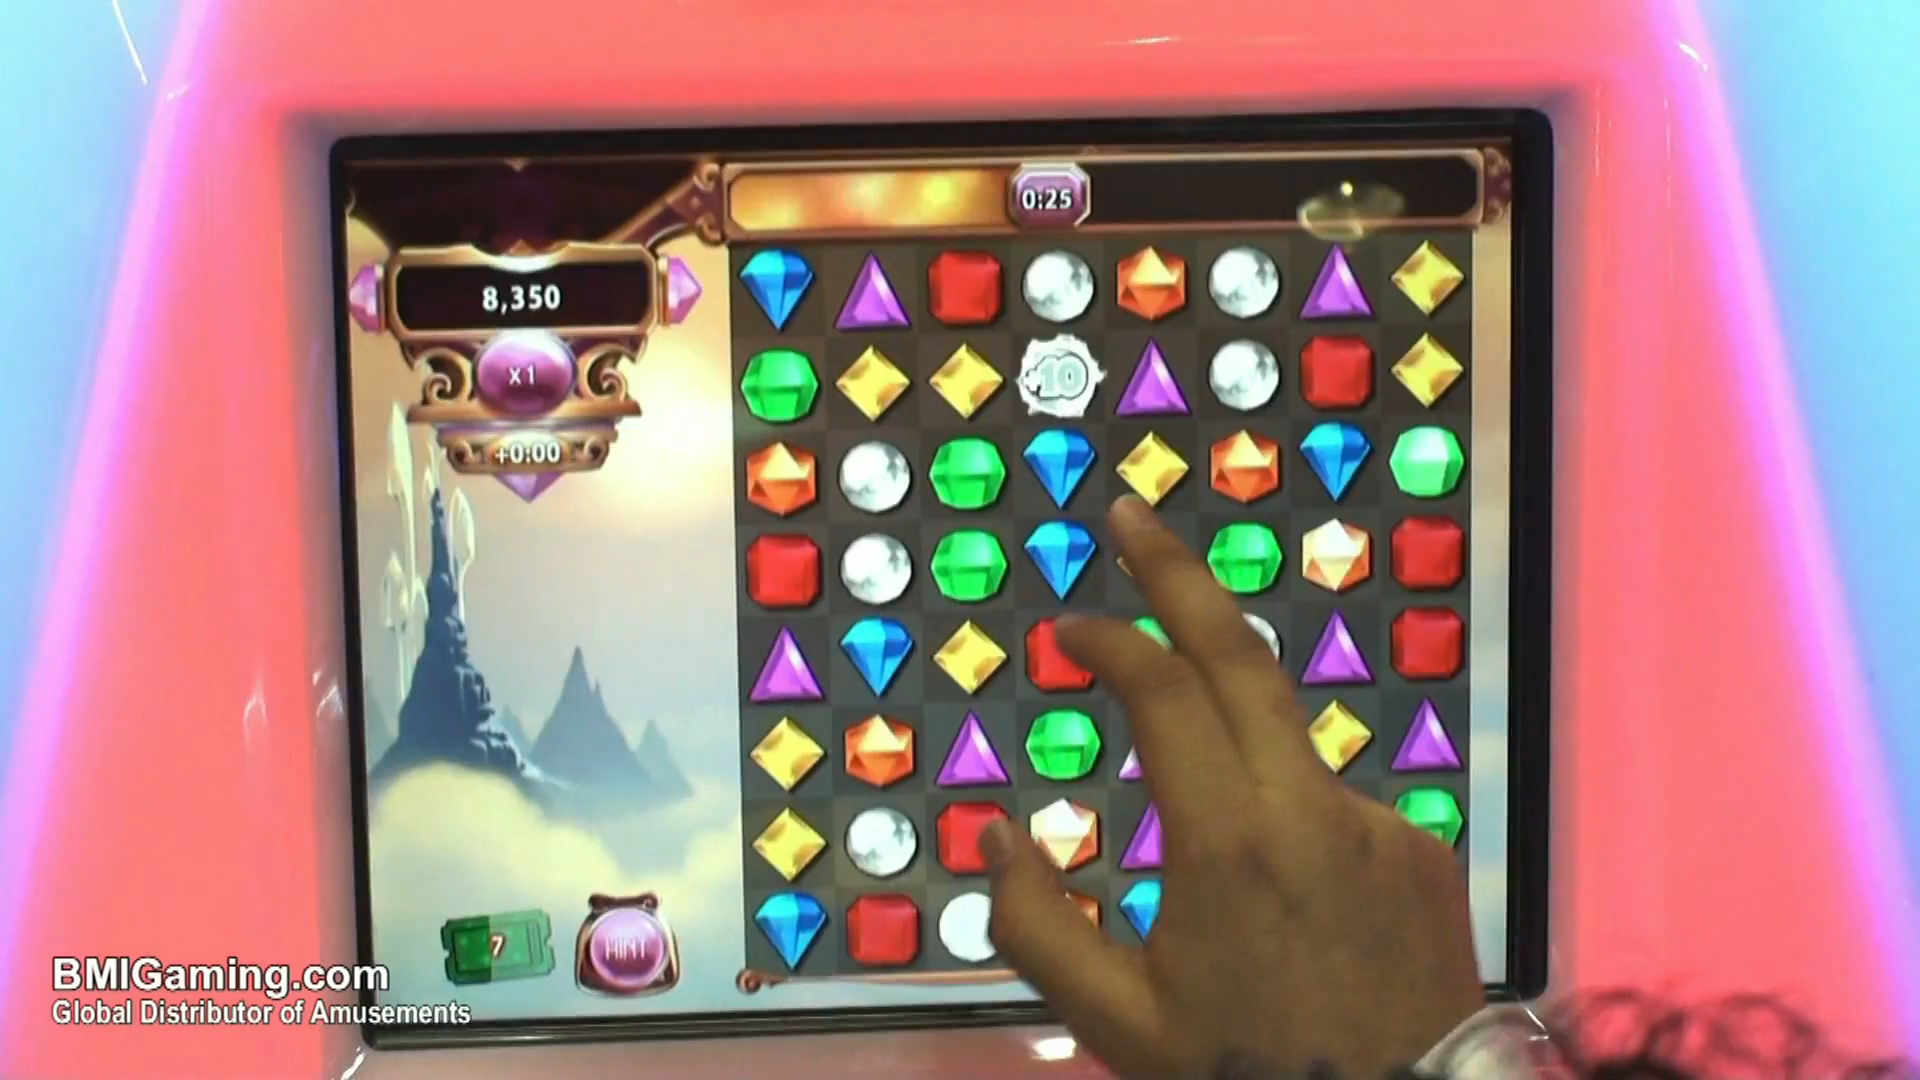 0:25
8,350
x1
+10
+0:00
7
HINT
BMIGaming.com
Global Distributor of Amusements